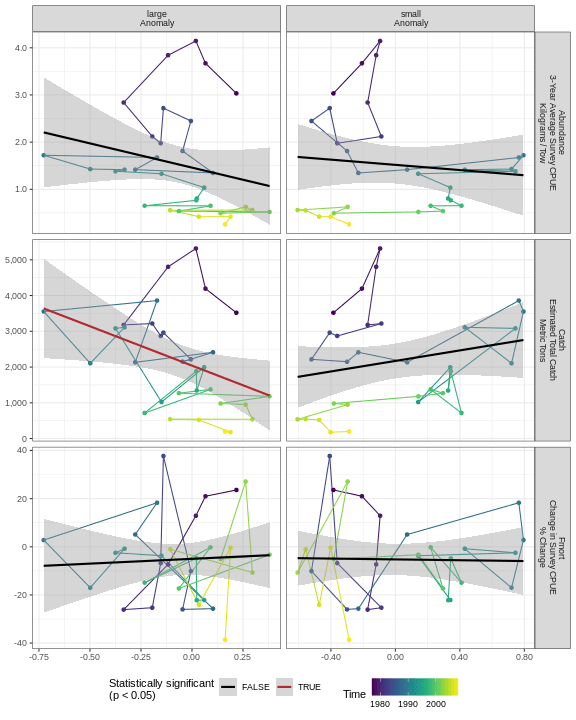 large
Anomaly
small
Anomaly
4.0
3.0
2.0
1.0
Abundance
3-Year Average Survey CPUE
Kilograms / Tow
5,000
4,000
3,000
2,000
1,000
0
Catch
Estimated Total Catch
Metric Tons
40
20
0
-20
-40
Fmort
Change in Survey CPUE
% Change
-0.75 -0.50 -0.25 0.00 0.25
-0.40 0.00 0.40 0.80
Statistically significant
(p < 0.05)
FALSE TRUE
Time
1980 1990 2000